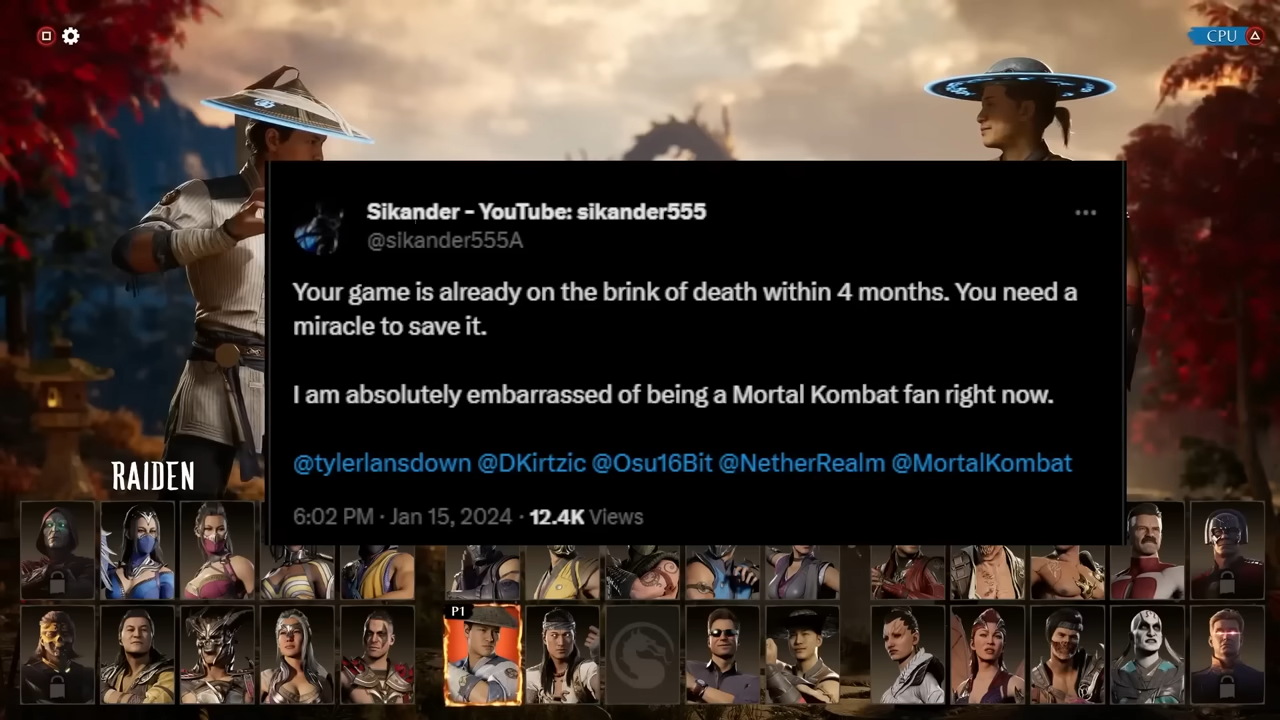 CPU
Sikander - YouTube: sikander555
@sikander555A
Your game is already on the brink of death within 4 months. You need a
miracle to save it.
I am absolutely embarrassed of being a Mortal Kombat fan right now.
@tylerlansdown @DKirtzic @Osu16Bit @NetherRealm @MortalKombat
6:02 PM · Jan 15, 2024 · 12.4K Views
RAIDEN
P1